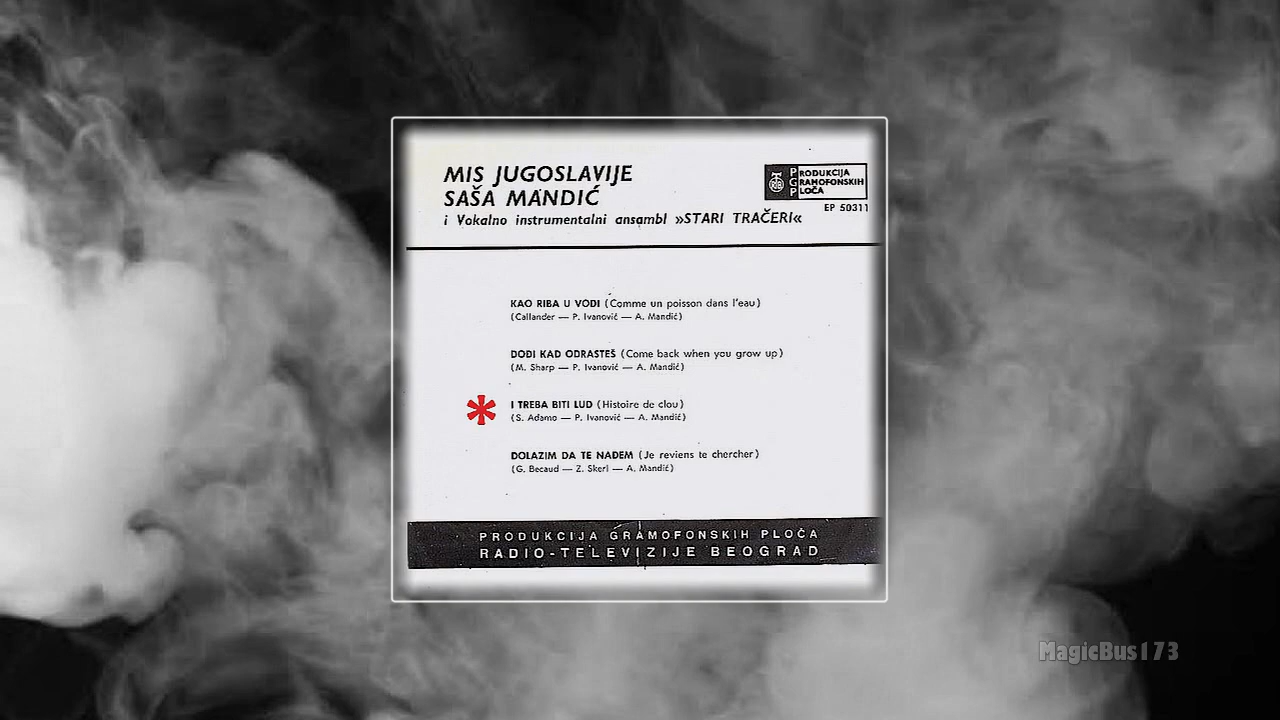 MIS JUGOSLAVIJE
SAŠA MANDIĆ
i Vokalno instrumentalni ansambl »STARI TRAČERI«
PGP RTB
PRODUKCIJA
GRAMOFONSKIH
PLOČA
EP 50311
KAO RIBA U VODI (Comme un poisson dans l'eau)
(Callander — P. Ivanović — A. Mandić)
DOĐI KAD ODRASTEŠ (Come back when you grow up)
(M. Sharp — P. Ivanović — A. Mandić)
* I TREBA BITI LUD (Histoire de clou)
(S. Adamo — P. Ivanović — A. Mandić)
DOLAZIM DA TE NAĐEM (Je reviens te chercher)
(G. Becaud — Z. Skerl — A. Mandić)
PRODUKCIJA GRAMOFONSKIH PLOČA
RADIO-TELEVIZIJE BEOGRAD
MagicBus173